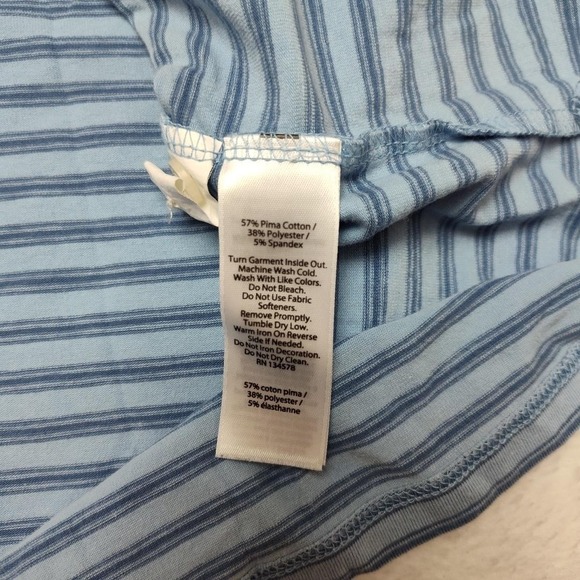 57% Pima Cotton /
38% Polyester /
5% Spandex
Turn Garment Inside Out.
Machine Wash Cold.
Wash With Like Colors.
Do Not Bleach.
Do Not Use Fabric
Softeners.
Remove Promptly.
Tumble Dry Low.
Warm Iron On Reverse
Side If Needed.
Do Not Iron Decoration.
Do Not Dry Clean.
RN 134578
57% coton pima /
38% polyester /
5% élasthanne